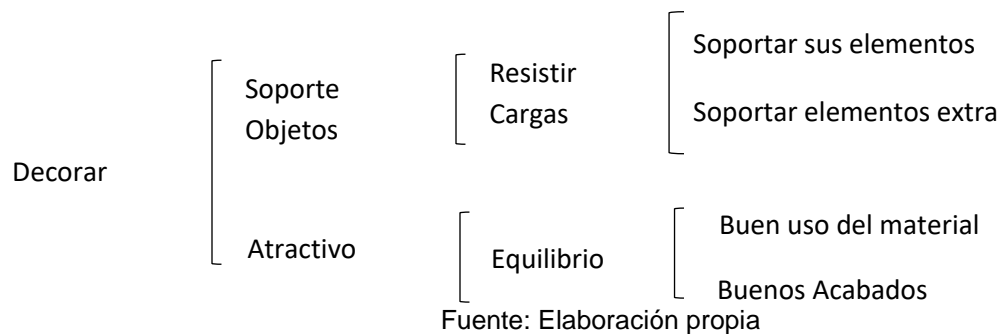 Decorar
Soporte
Objetos
Resistir
Cargas
Soportar sus elementos
Soportar elementos extra
Atractivo
Equilibrio
Buen uso del material
Buenos Acabados
Fuente: Elaboración propia